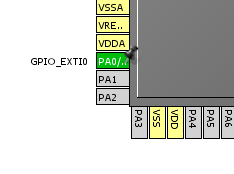 VSSA
VRE..
VDDA
GPIO_EXTI0 PA0/..
PA1
PA2
PA3
VSS
VDD
PA4
PA5
PA6